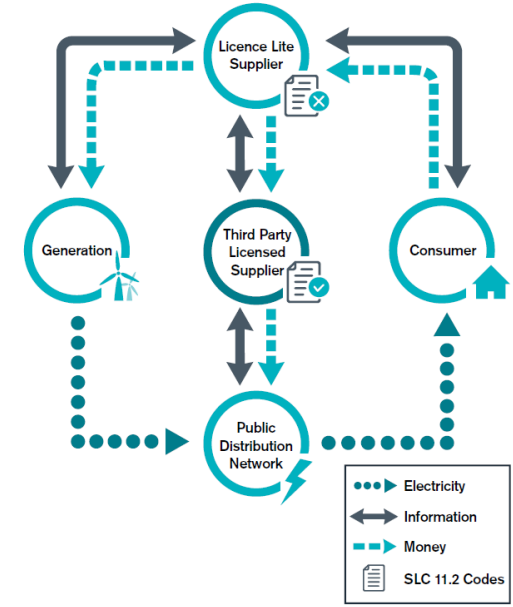 Licence Lite
Supplier
Generation
Third Party
Licensed
Supplier
Consumer
Public
Distribution
Network
Electricity
Information
Money
SLC 11.2 Codes